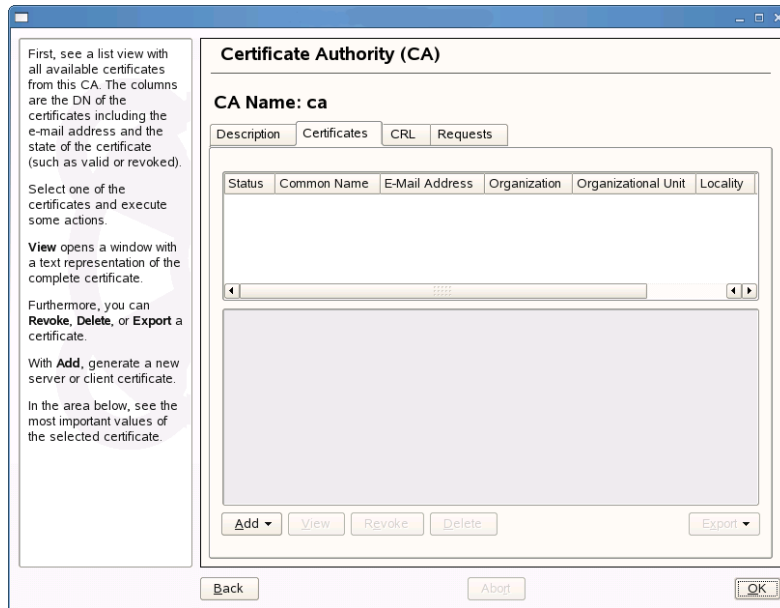 First, see a list view with
all available certificates
from this CA. The columns
are the DN of the
certificates including the
e-mail address and the
state of the certificate
(such as valid or revoked).
Select one of the
certificates and execute
some actions.
View opens a window with
a text representation of the
complete certificate.
Furthermore, you can
Revoke, Delete, or Export a
certificate.
With Add, generate a new
server or client certificate.
In the area below, see the
most important values of
the selected certificate.
Certificate Authority (CA)
CA Name: ca
Description Certificates CRL Requests
Status Common Name E-Mail Address Organization Organizational Unit Locality
Add View Revoke Delete Export
Back Abort OK